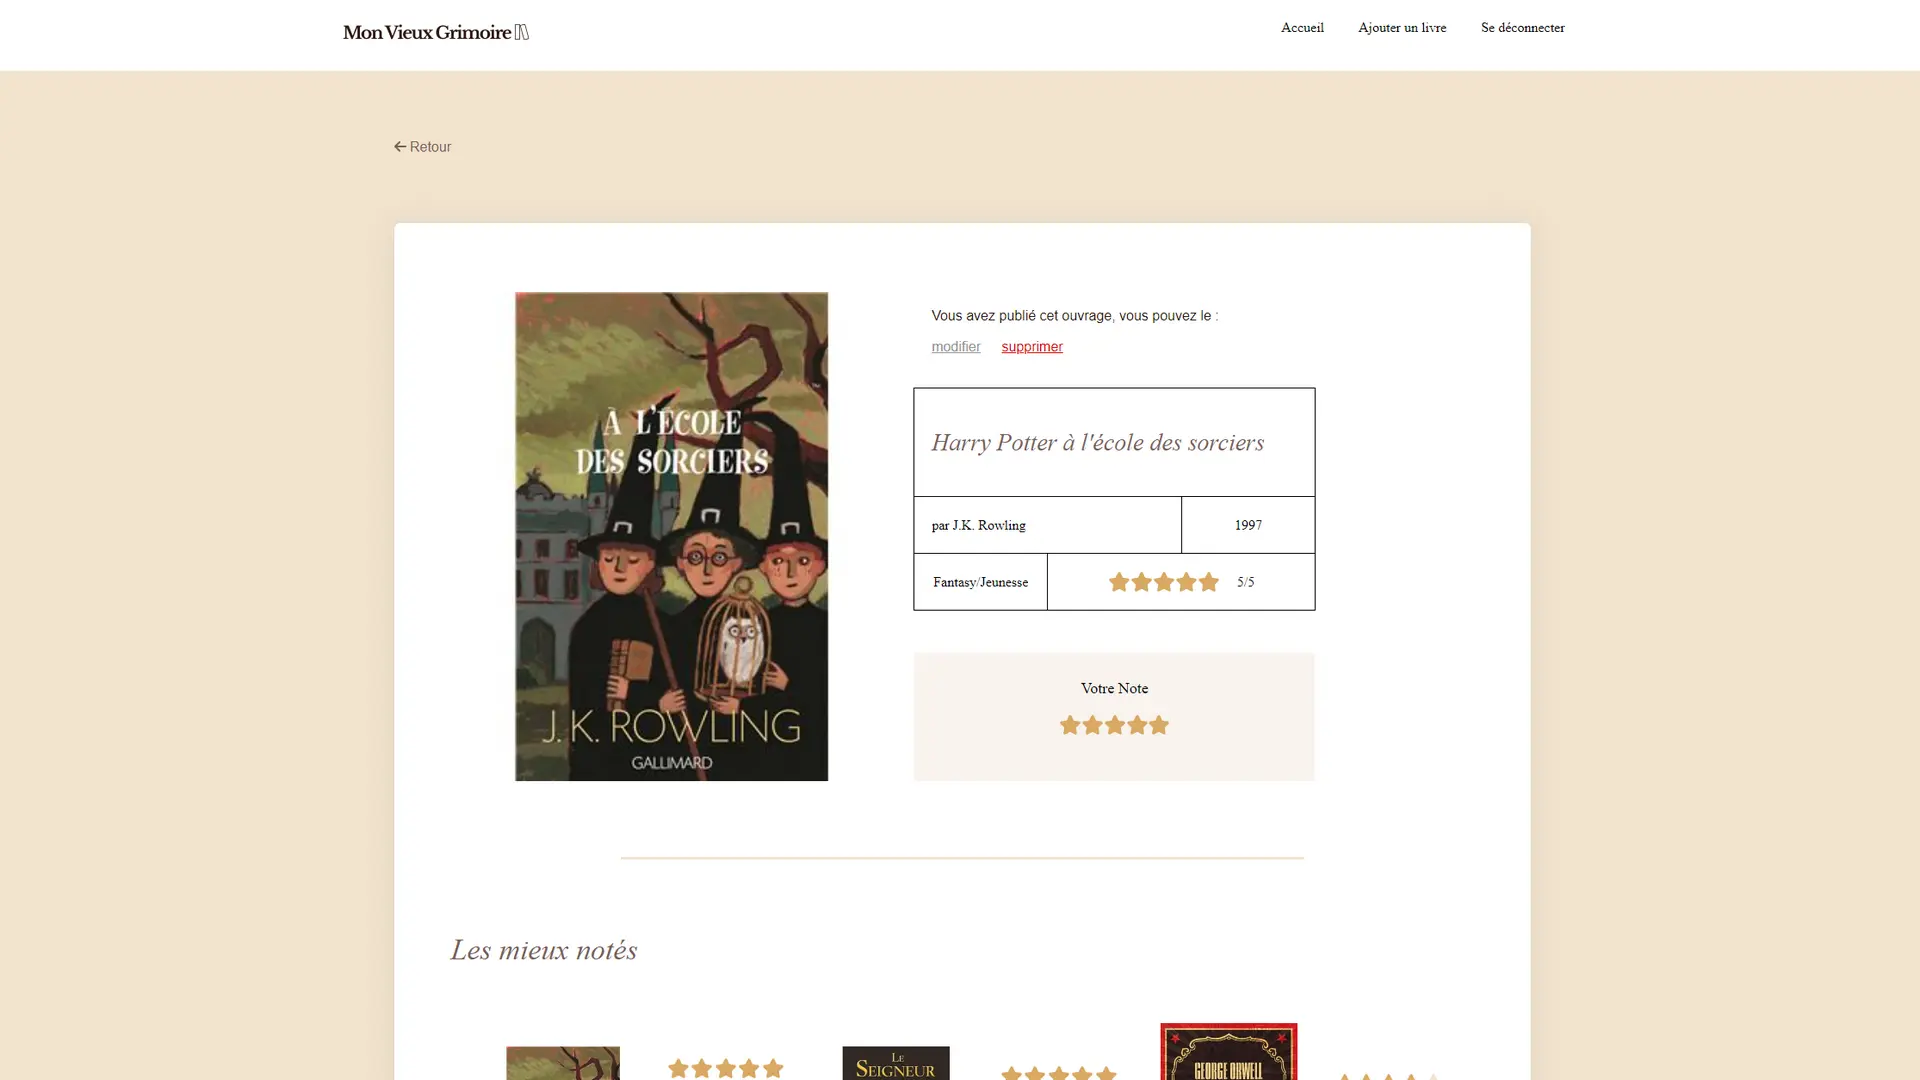 Mon Vieux Grimoire
Accueil
Ajouter un livre
Se déconnecter
Retour
À L'ÉCOLE
DES SORCIERS
J. K. ROWLING
GALLIMARD
Vous avez publié cet ouvrage, vous pouvez le :
modifier
supprimer
Harry Potter à l'école des sorciers
par J.K. Rowling
1997
Fantasy/Jeunesse
5/5
Votre Note
Les mieux notés
LE
SEIGNEUR
GEORGE ORWELL